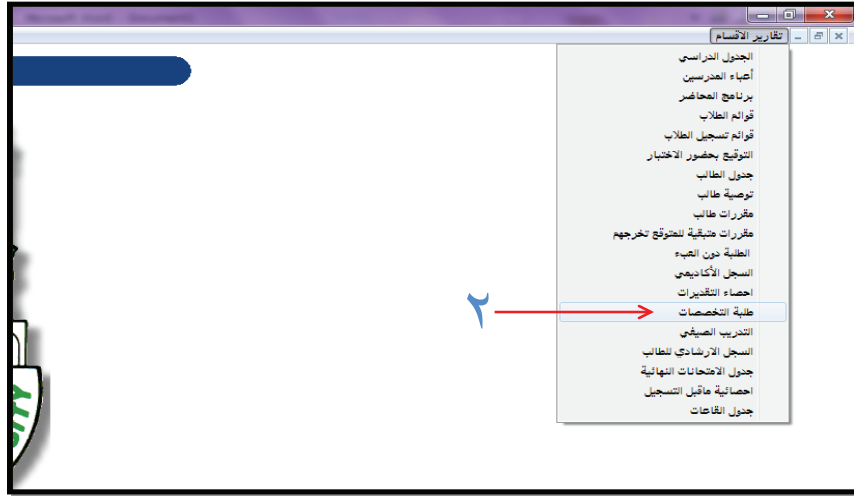 تقارير الأقسام
الجدول الدراسي
أعباء المدرسين
برنامج المحاضر
قوائم الطلاب
قوائم تسجيل الطلاب
التوقيع بحضور الاختبار
جدول الطالب
توصية طالب
مقررات طالب
مقررات متبقية للمتوقع تخرجهم
الطلبة دون العبء
السجل الأكاديمي
احصاء التقديرات
طلبة التخصصات
٢
التدريب الصيفي
السجل الارشادي للطالب
جدول الامتحانات النهائية
احصائية ماقبل التسجيل
جدول القاعات
SITY